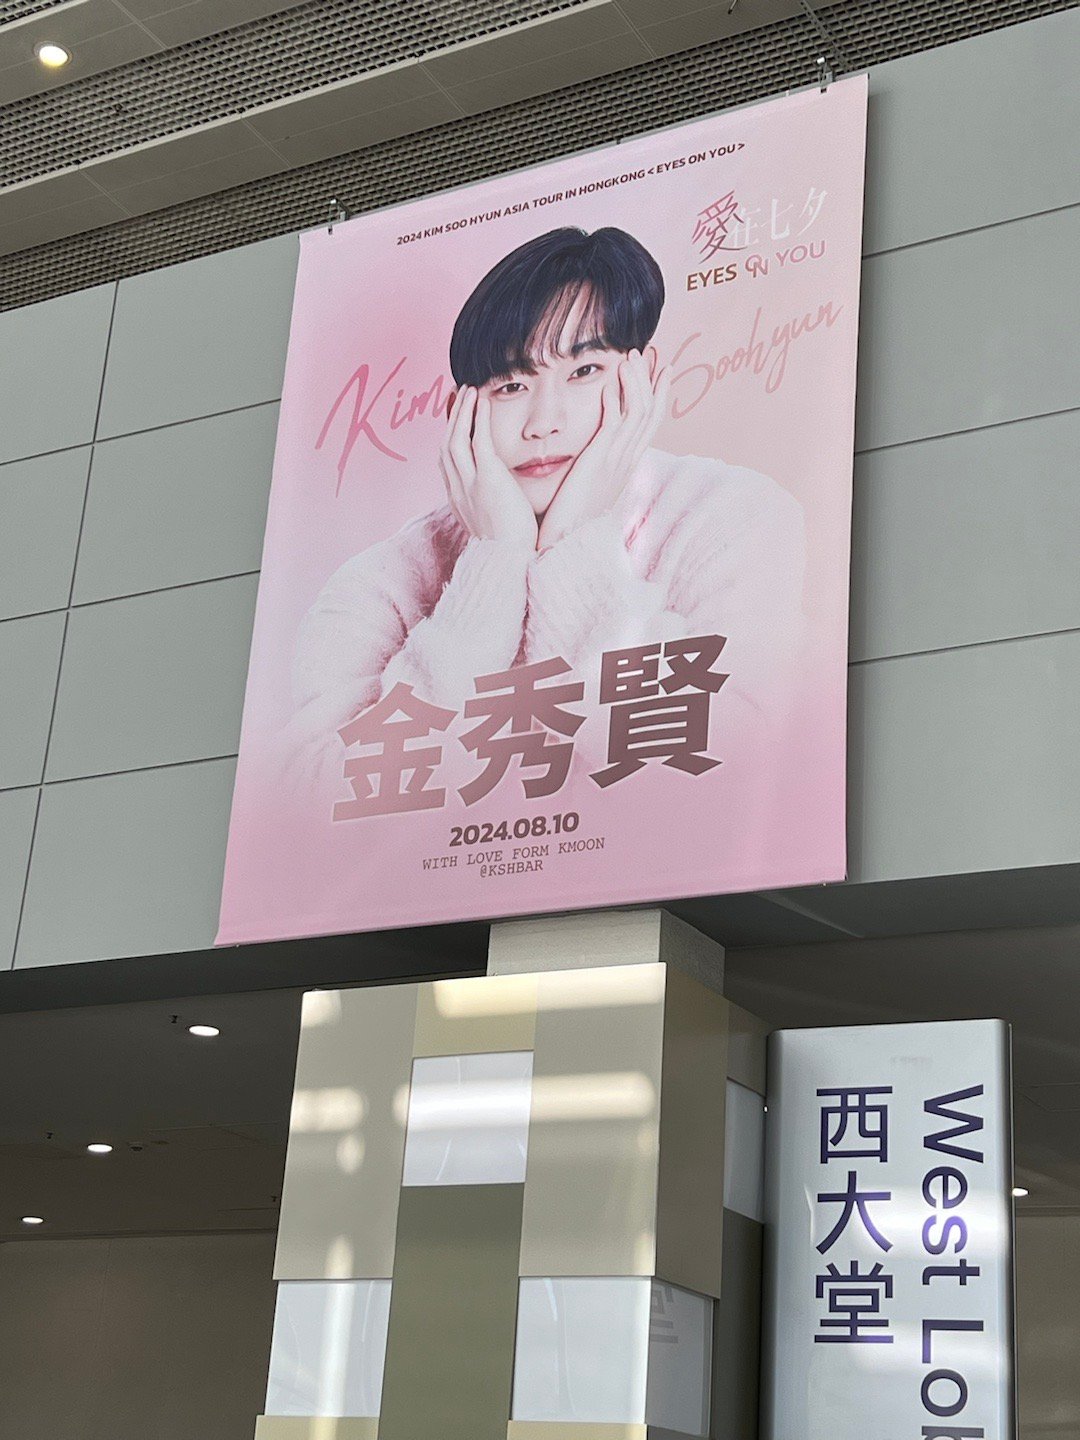 2024 KIM SOO HYUN ASIA TOUR IN HONGKONG < EYES ON YOU >
愛在七夕
EYES ON YOU
Kim Soohyun
金秀賢
2024.08.10
WITH LOVE FORM KMOON
@KSHBAR
西大堂
West Lob